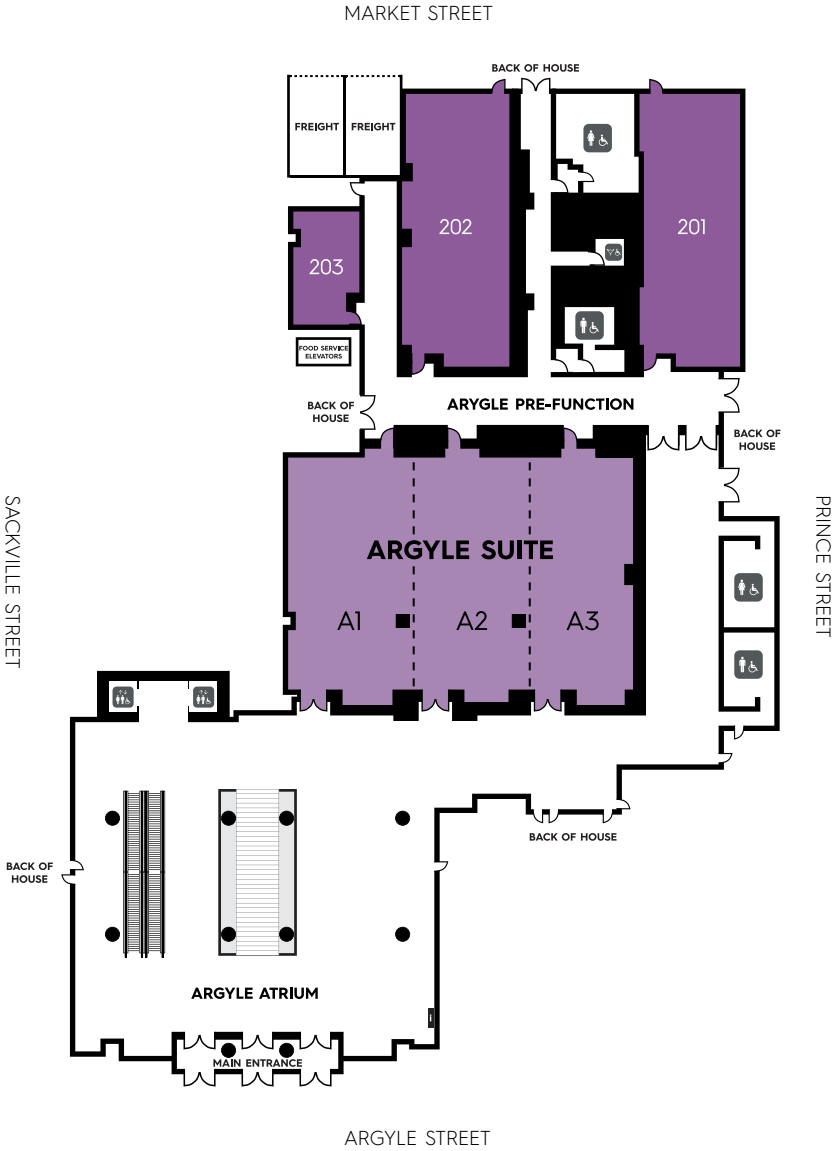 MARKET STREET
BACK OF HOUSE
FREIGHT
FREIGHT
202
201
203
FOOD SERVICE
ELEVATORS
BACK OF
HOUSE
ARYGLE PRE-FUNCTION
BACK OF
HOUSE
SACKVILLE STREET
PRINCE STREET
ARGYLE SUITE
A1
A2
A3
BACK OF HOUSE
BACK OF
HOUSE
ARGYLE ATRIUM
MAIN ENTRANCE
ARGYLE STREET